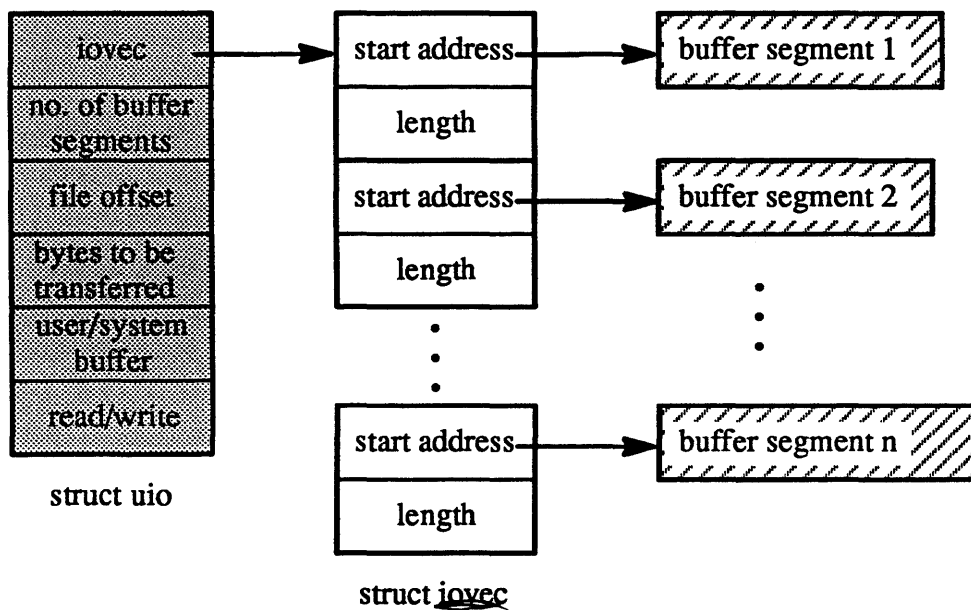 iovec
no. of buffer
segments
file offset
bytes to be
transferred
user/system
buffer
read/write
struct uio
start address
length
start address
length
start address
length
struct iovec
buffer segment 1
buffer segment 2
buffer segment n